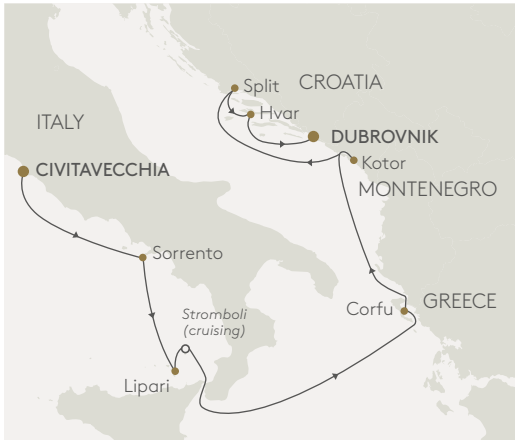 Split
CROATIA
Hvar
ITALY
DUBROVNIK
CIVITAVECCHIA
Kotor
MONTENEGRO
Sorrento
Stromboli
(cruising)
Corfu
GREECE
Lipari